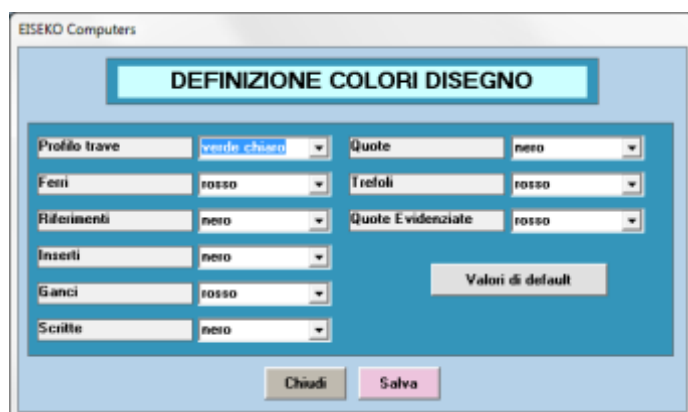 EISEKO Computers
DEFINIZIONE COLORI DISEGNO
Profilo trave verde chiaro Quote nero
Ferri rosso Trefoli rosso
Riferimenti nero Quote Evidenziate rosso
Inserti nero
Ganci rosso Valori di default
Scritte nero
Chiudi Salva